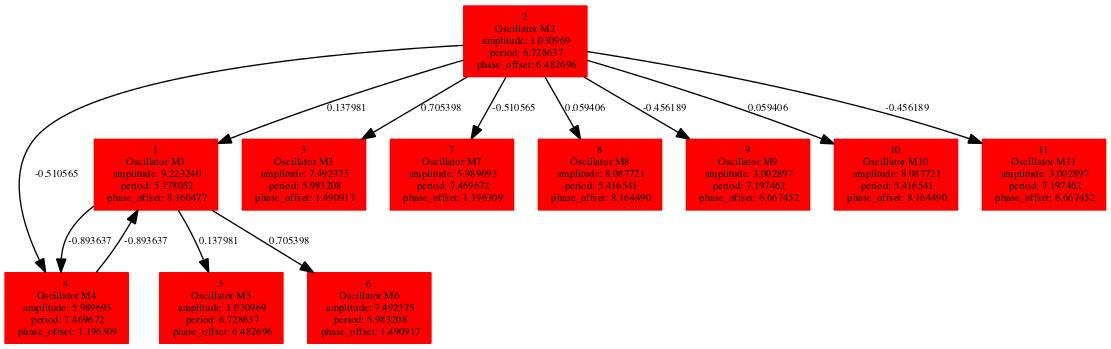 2
Oscillator M2
amplitude: 1.030969
period: 6.728637
phase_offset: 6.482696
0.137981
0.705398
-0.510565
0.059406
-0.456189
0.059406
-0.456189
1
Oscillator M1
amplitude: 9.223240
period: 5.178052
phase_offset: 8.160477
3
Oscillator M3
amplitude: 7.492375
period: 5.983208
phase_offset: 1.490917
7
Oscillator M7
amplitude: 5.989693
period: 7.469672
phase_offset: 1.196309
8
Oscillator M8
amplitude: 8.087721
period: 5.416541
phase_offset: 8.164490
9
Oscillator M9
amplitude: 3.002897
period: 7.197462
phase_offset: 6.667452
10
Oscillator M10
amplitude: 8.087721
period: 5.416541
phase_offset: 8.164490
11
Oscillator M11
amplitude: 3.002897
period: 7.197462
phase_offset: 6.667452
-0.510565
-0.893637
-0.893637
0.137981
0.705398
4
Oscillator M4
amplitude: 5.989693
period: 7.469672
phase_offset: 1.196309
5
Oscillator M5
amplitude: 1.030969
period: 6.728637
phase_offset: 6.482696
6
Oscillator M6
amplitude: 7.492375
period: 5.983208
phase_offset: 1.490917